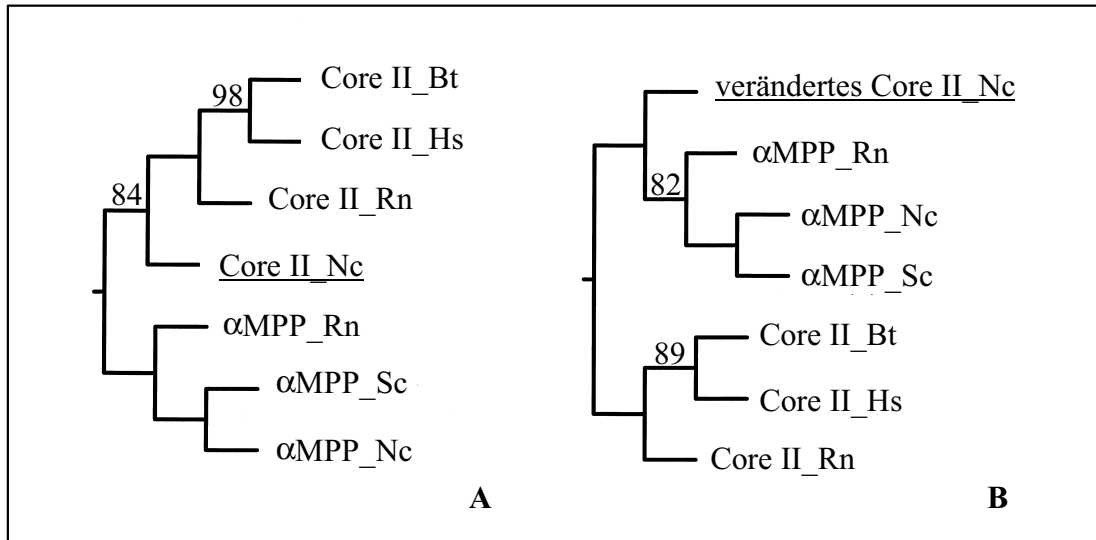 98
Core II_Bt
Core II_Hs
84
Core II_Rn
Core II_Nc
αMPP_Rn
αMPP_Sc
αMPP_Nc
A
verändertes Core II_Nc
αMPP_Rn
82
αMPP_Nc
αMPP_Sc
Core II_Bt
89
Core II_Hs
Core II_Rn
B